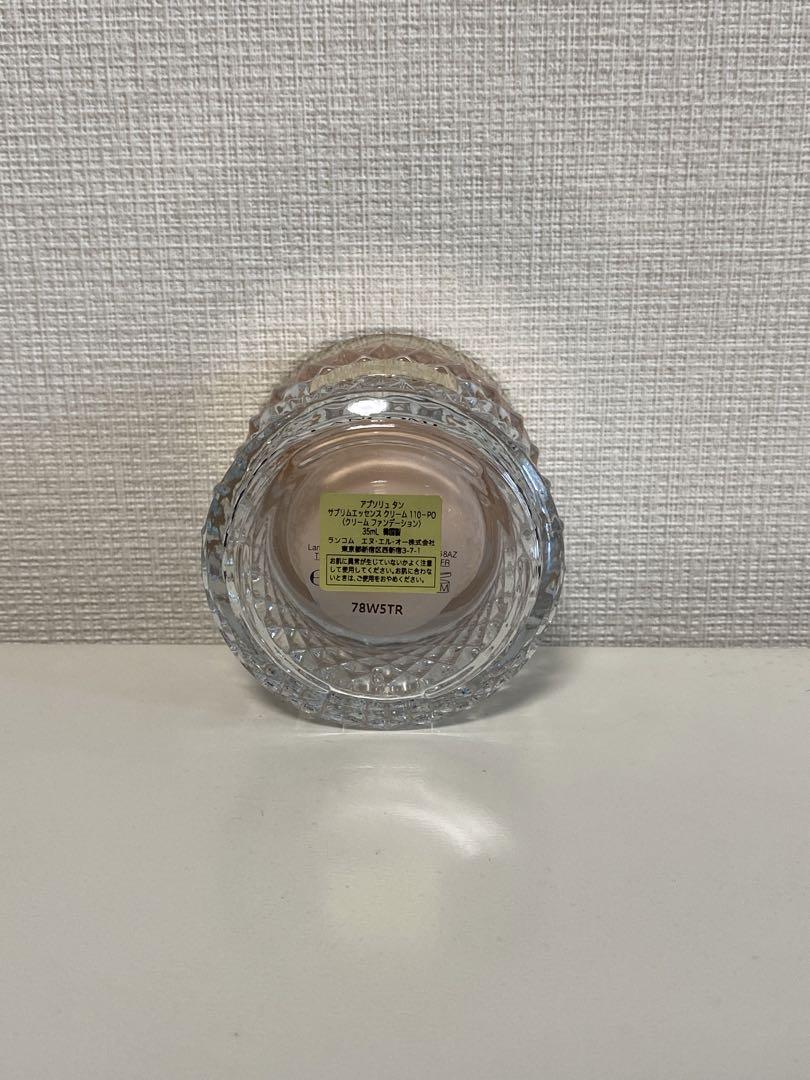 アプソリュ タン
サブリムエッセンス クリーム 110-PO
(クリーム ファンデーション)
35mL 韓国製
ランコム エヌ・エル・オー株式会社
東京都新宿区西新宿3-7-1
お肌に異常が生じていないかよく注意
して使用してください。お肌に合わな
いときは、ご使用をおやめください。
78W5TR